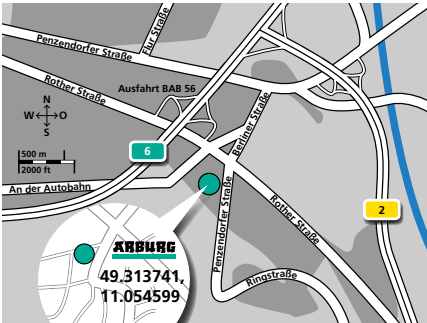 Penzendorfer Straße
Flur Straße
Rother Straße
Ausfahrt BAB 56
N
W O
S
Berliner Straße
6
500 m
2000 ft
An der Autobahn
2
Penzendorfer Straße
Rother Straße
ARBURG
49.313741,
11.054599
Ringstraße